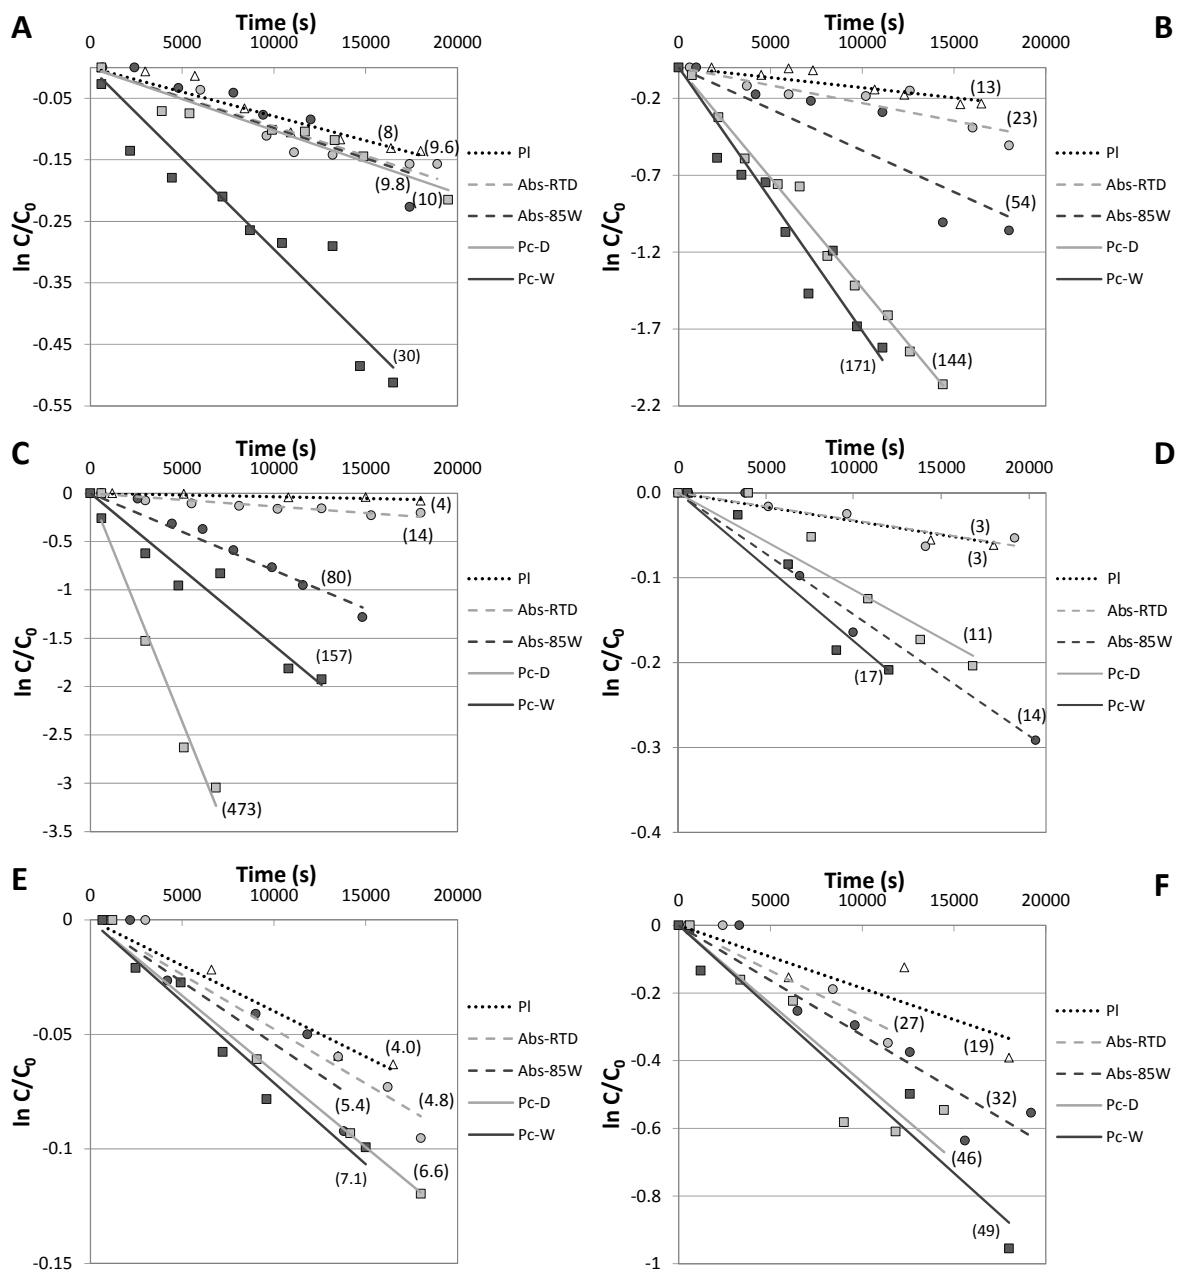 A
Time (s)
0 5000 10000 15000 20000
-0.05
-0.15
-0.25
-0.35
-0.45
-0.55
ln C/C0
(8)
(9.6)
(9.8)
(10)
(30)
Pl
Abs-RTD
Abs-85W
Pc-D
Pc-W
B
Time (s)
0 5000 10000 15000 20000
-0.2
-0.7
-1.2
-1.7
-2.2
ln C/C0
(13)
(23)
(54)
(144)
(171)
Pl
Abs-RTD
Abs-85W
Pc-D
Pc-W
C
Time (s)
0 5000 10000 15000 20000
0
-0.5
-1
-1.5
-2
-2.5
-3
-3.5
ln C/C0
(4)
(14)
(80)
(157)
(473)
Pl
Abs-RTD
Abs-85W
Pc-D
Pc-W
D
Time (s)
0 5000 10000 15000 20000
0.0
-0.1
-0.2
-0.3
-0.4
ln C/C0
(3)
(3)
(11)
(17)
(14)
Pl
Abs-RTD
Abs-85W
Pc-D
Pc-W
E
Time (s)
0 5000 10000 15000 20000
0
-0.05
-0.1
-0.15
ln C/C0
(4.0)
(4.8)
(5.4)
(6.6)
(7.1)
Pl
Abs-RTD
Abs-85W
Pc-D
Pc-W
F
Time (s)
0 5000 10000 15000 20000
0
-0.2
-0.4
-0.6
-0.8
-1
ln C/C0
(27)
(19)
(32)
(46)
(49)
Pl
Abs-RTD
Abs-85W
Pc-D
Pc-W